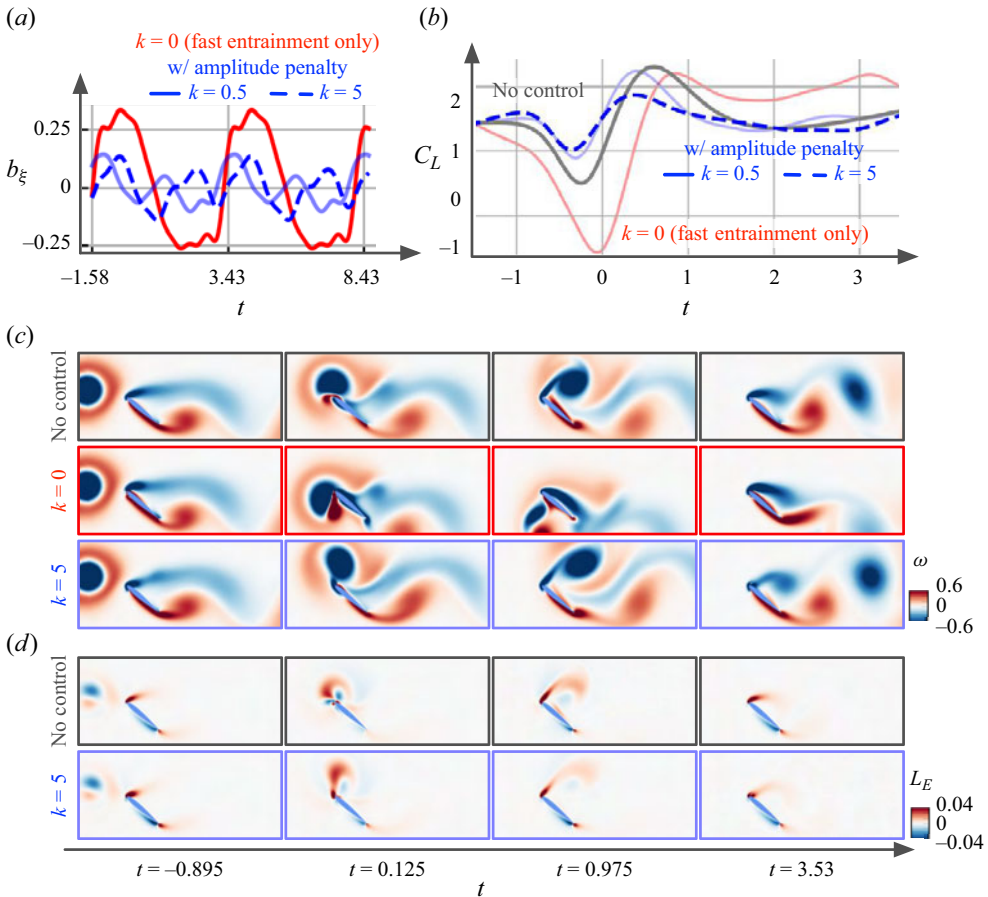 (a)
k = 0 (fast entrainment only)
w/ amplitude penalty
k = 0.5 k = 5
0.25
0
–0.25
bξ
–1.58 3.43 8.43
t
(b)
No control
2
1
0
–1
CL
w/ amplitude penalty
k = 0.5 k = 5
k = 0 (fast entrainment only)
–1 0 1 2 3
t
(c)
No control
k = 0
k = 5
ω
0.6
0
–0.6
(d)
No control
k = 5
LE
0.04
0
–0.04
t = –0.895 t = 0.125 t = 0.975 t = 3.53
t